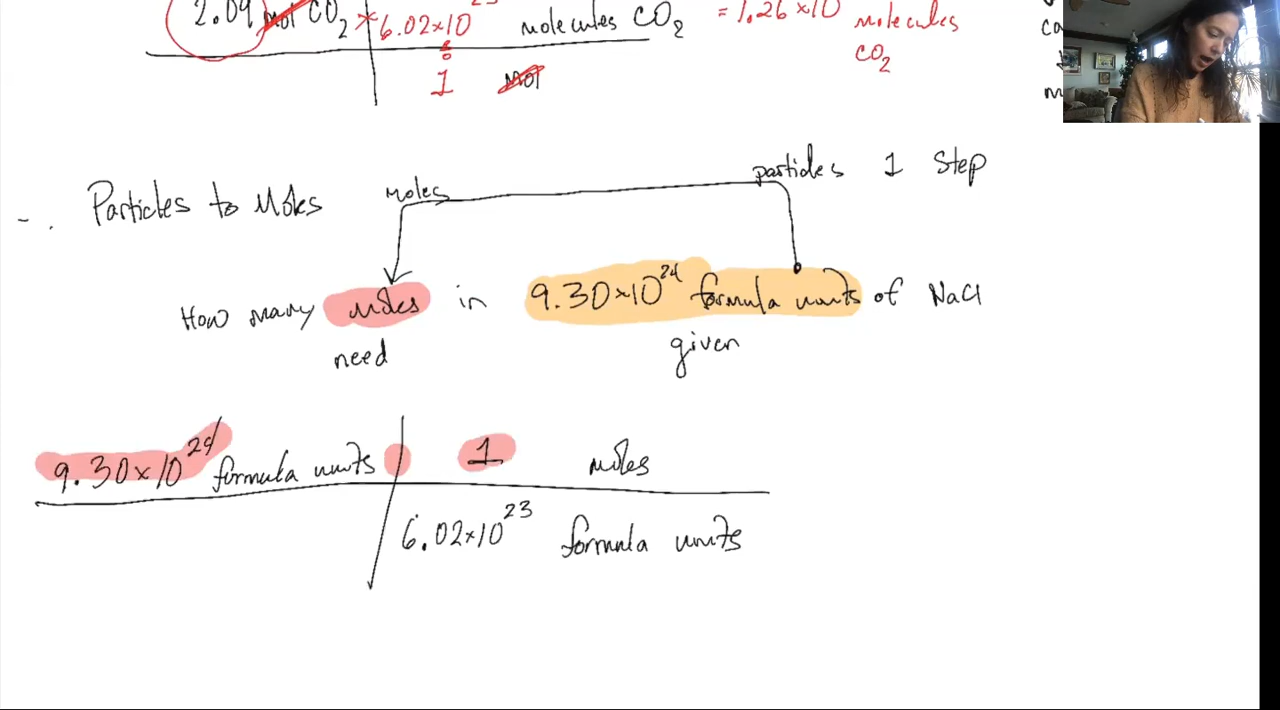 2.09 mol CO2 × 6.02×10 molecules CO2 = 1.26×10 molecules CO2
1 mol
particles 1 Step
Particles to Moles moles
How many moles in 9.30×10^24 formula units of NaCl
need given
9.30×10^24 formula units 1 moles
6.02×10^23 formula units